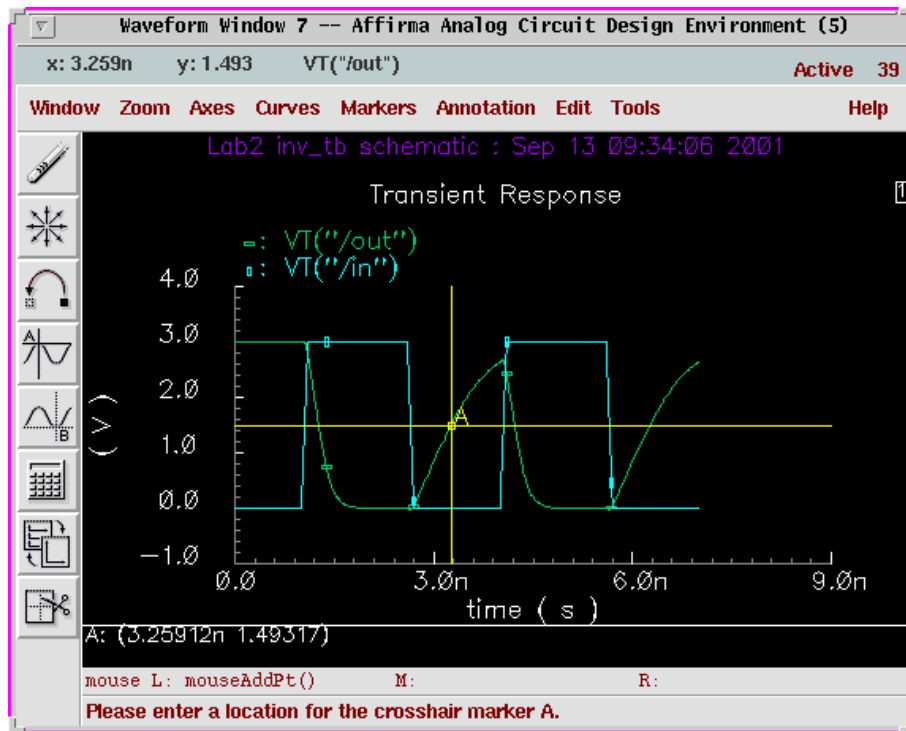 Waveform Window 7 -- Affirma Analog Circuit Design Environment (5)
x: 3.259n y: 1.493 VT("/out")
Active 39
Window Zoom Axes Curves Markers Annotation Edit Tools Help
Lab2 inv_tb schematic : Sep 13 09:34:06 2001
Transient Response
1
-: VT("/out")
▯: VT("/in")
4.0
3.0
2.0
1.0
0.0
-1.0
(V)
A
A
B
0.0 3.0n 6.0n 9.0n
time ( s )
A: (3.25912n 1.49317)
mouse L: mouseAddPt() M: R:
Please enter a location for the crosshair marker A.